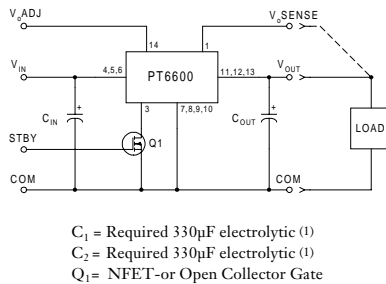 VoADJ
VoSENSE
14
1
VIN
4,5,6
PT6600
11,12,13
VOUT
CIN
+
3
7,8,9,10
COUT
+
LOAD
STBY
Q1
COM
COM
C1 = Required 330µF electrolytic (1)
C2 = Required 330µF electrolytic (1)
Q1= NFET-or Open Collector Gate